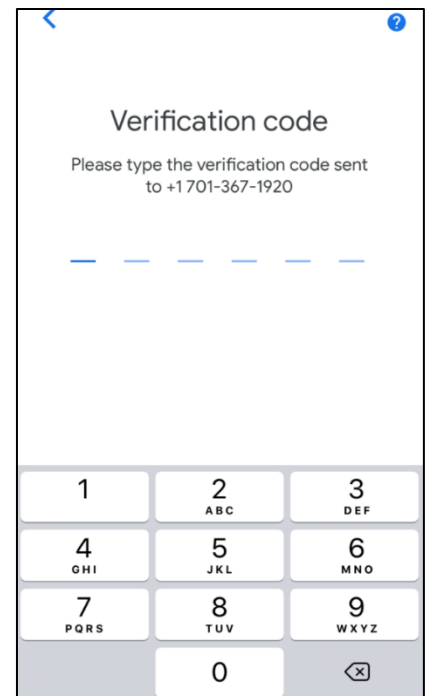 ?
Verification code
Please type the verification code sent
to +1 701-367-1920
1
2
ABC
3
DEF
4
GHI
5
JKL
6
MNO
7
PQRS
8
TUV
9
WXYZ
0